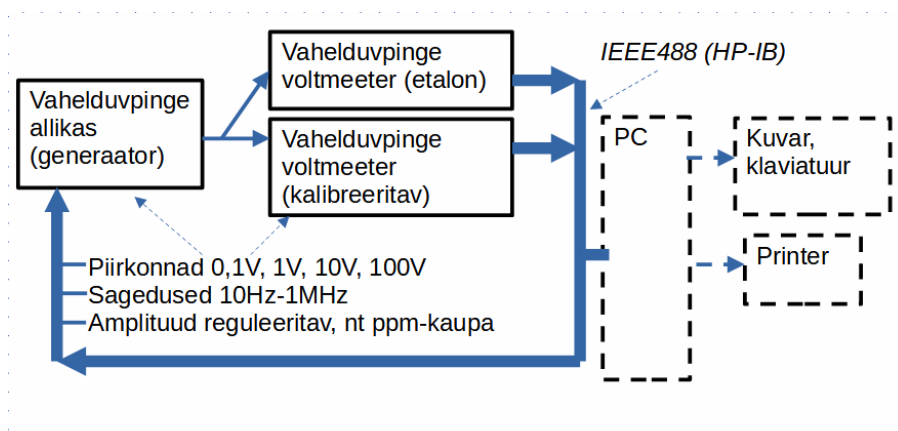 Vahelduvpinge
allikas
(generaator)
Vahelduvpinge
voltmeeter (etalon)
Vahelduvpinge
voltmeeter
(kalibreeritav)
IEEE488 (HP-IB)
PC
Kuvar,
klaviatuur
Printer
Piirkonnad 0,1V, 1V, 10V, 100V
Sagedused 10Hz-1MHz
Amplituud reguleeritav, nt ppm-kaupa